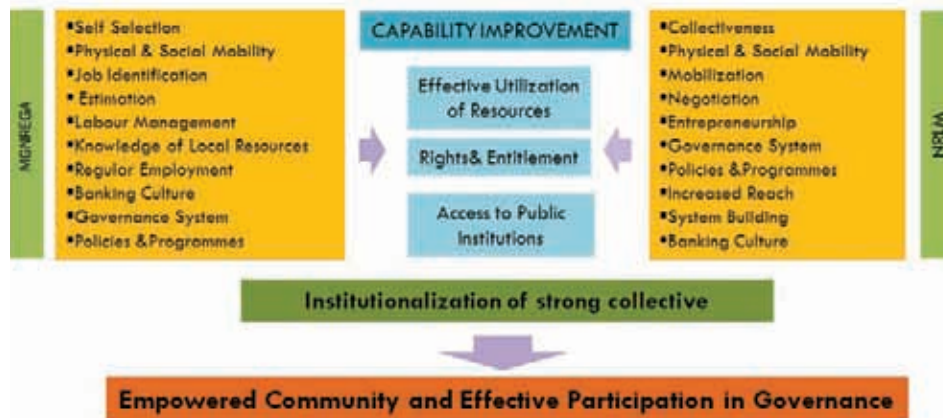 MGNREGA
▪Self Selection
▪Physical & Social Mobility
▪Job Identification
▪ Estimation
▪Labour Management
▪Knowledge of Local Resources
▪Regular Employment
▪Banking Culture
▪Governance System
▪Policies &Programmes
CAPABILITY IMPROVEMENT
Effective Utilization
of Resources
Rights& Entitlement
Access to Public
Institutions
▪Collectiveness
▪Physical & Social Mobility
▪Mobilization
▪Negotiation
▪Entrepreneurship
▪Governance System
▪Policies &Programmes
▪Increased Reach
▪System Building
▪Banking Culture
Institutionalization of strong collective
Empowered Community and Effective Participation in Governance